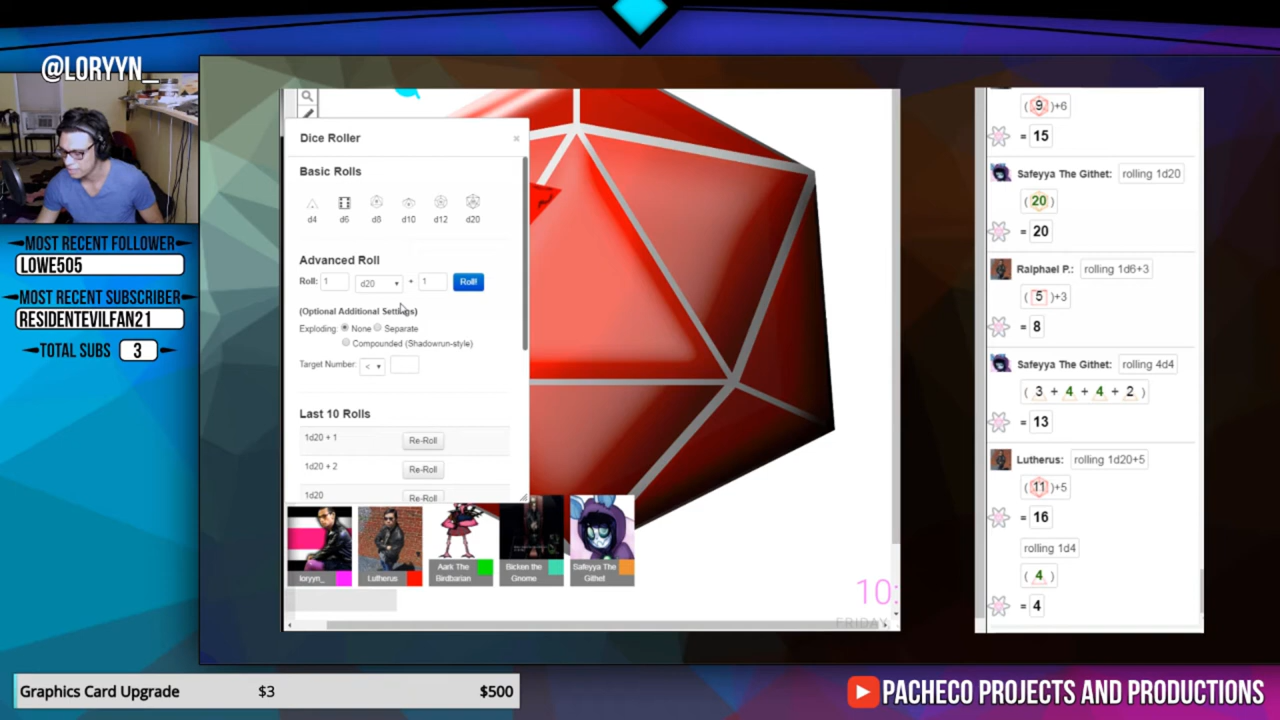 @LORYYN_
MOST RECENT FOLLOWER
LOWE505
MOST RECENT SUBSCRIBER
RESIDENTEVILFAN21
TOTAL SUBS 3
Dice Roller ×
Basic Rolls
d4 d6 d8 d10 d12 d20
Advanced Roll
Roll: 1 d20 + 1 Roll!
(Optional Additional Settings)
Exploding: None Separate
Compounded (Shadowrun-style)
Target Number: <
Last 10 Rolls
1d20 + 1 Re-Roll
1d20 + 2 Re-Roll
1d20 Re-Roll
loryyn_
Lutherus
Aark The
Birdbarian
Bicken the
Gnome
Safeyya The
Githet
10:
FRIDAY
(9)+6
= 15
Safeyya The Githet: rolling 1d20
(20)
= 20
Raiphael P.: rolling 1d6+3
(5)+3
= 8
Safeyya The Githet: rolling 4d4
(3 + 4 + 4 + 2)
= 13
Lutherus: rolling 1d20+5
(11)+5
= 16
rolling 1d4
(4)
= 4
Graphics Card Upgrade $3 $500
PACHECO PROJECTS AND PRODUCTIONS